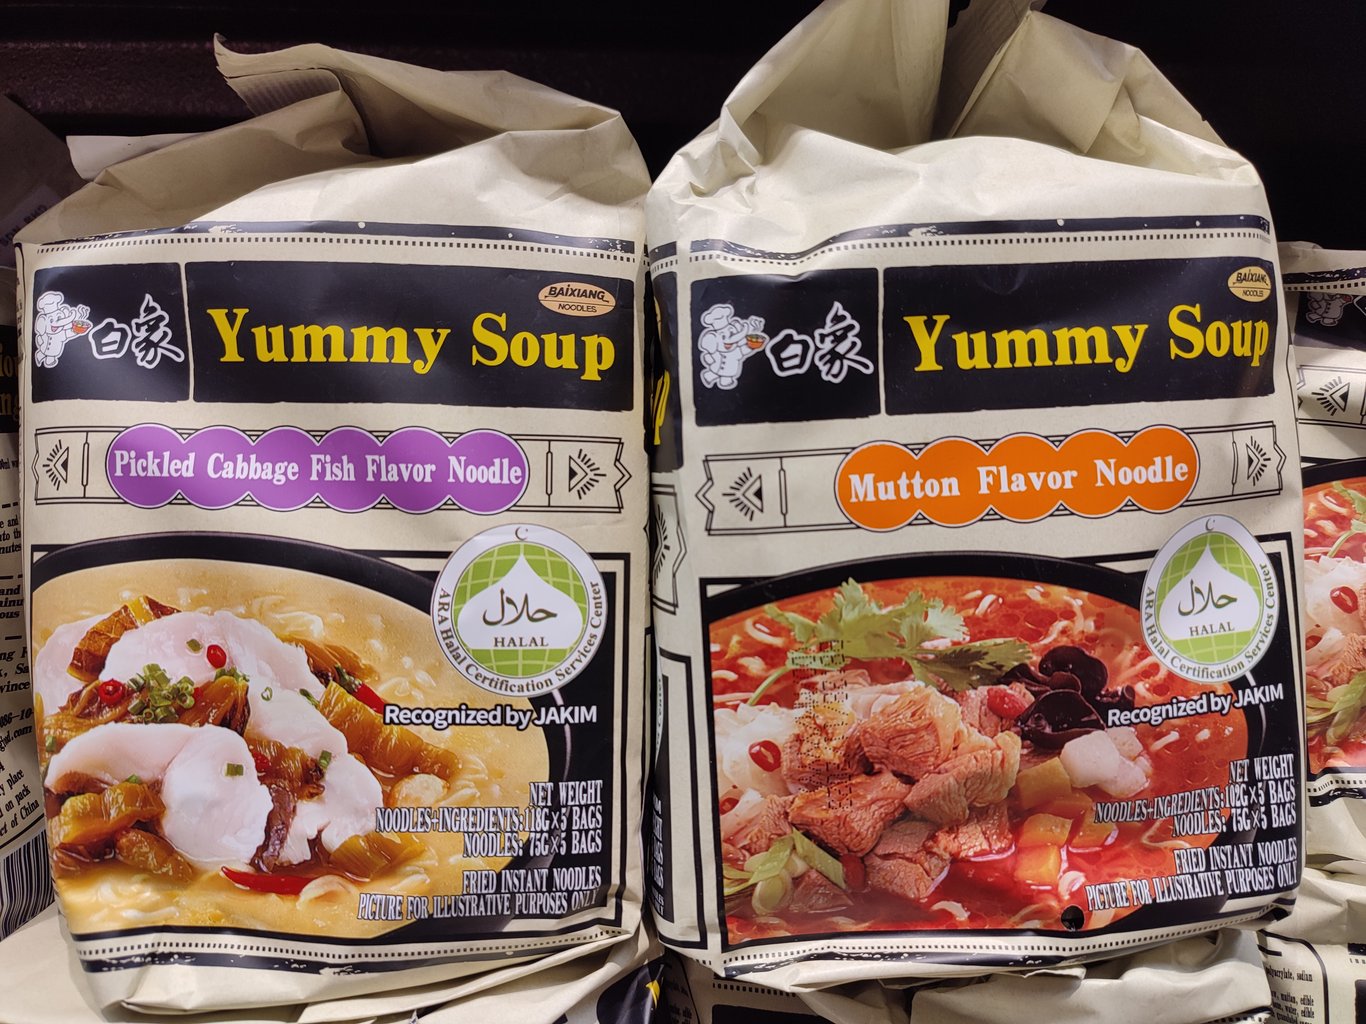 白象
Yummy Soup
BAIXIANG
NOODLES
Pickled Cabbage Fish Flavor Noodle
حلال
HALAL
ARA Halal Certification Services Center
Recognized by JAKIM
NET WEIGHT
NOODLES+INGREDIENTS:118G×5 BAGS
NOODLES: 75G×5 BAGS
FRIED INSTANT NOODLES
PICTURE FOR ILLUSTRATIVE PURPOSES ONLY
白象
Yummy Soup
BAIXIANG
NOODLES
Mutton Flavor Noodle
حلال
HALAL
ARA Halal Certification Services Center
Recognized by JAKIM
NET WEIGHT
NOODLES+INGREDIENTS:102G×5 BAGS
NOODLES: 75G×5 BAGS
FRIED INSTANT NOODLES
PICTURE FOR ILLUSTRATIVE PURPOSES ONLY